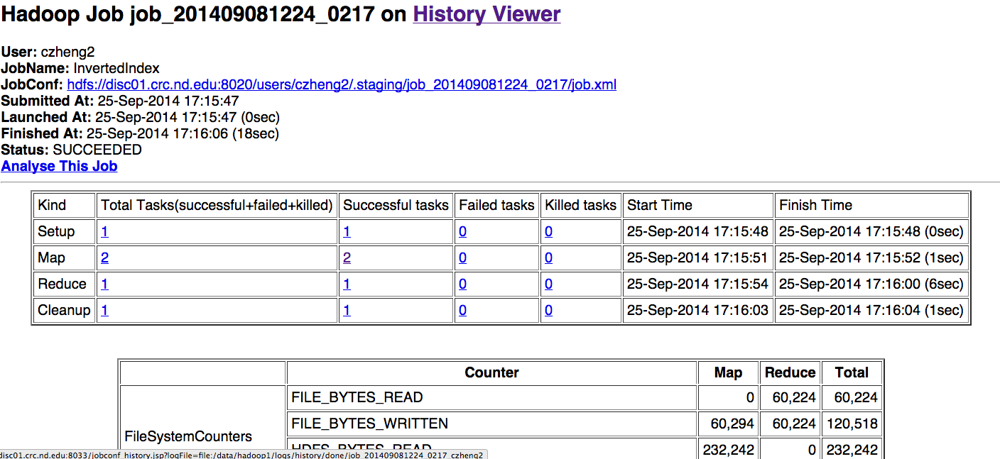 Hadoop Job job_201409081224_0217 on History Viewer
User: czheng2
JobName: InvertedIndex
JobConf: hdfs://disc01.crc.nd.edu:8020/users/czheng2/.staging/job_201409081224_0217/job.xml
Submitted At: 25-Sep-2014 17:15:47
Launched At: 25-Sep-2014 17:15:47 (0sec)
Finished At: 25-Sep-2014 17:16:06 (18sec)
Status: SUCCEEDED
Analyse This Job
Kind Total Tasks(successful+failed+killed) Successful tasks Failed tasks Killed tasks Start Time Finish Time
Setup 1 1 0 0 25-Sep-2014 17:15:48 25-Sep-2014 17:15:48 (0sec)
Map 2 2 0 0 25-Sep-2014 17:15:51 25-Sep-2014 17:15:52 (1sec)
Reduce 1 1 0 0 25-Sep-2014 17:15:54 25-Sep-2014 17:16:00 (6sec)
Cleanup 1 1 0 0 25-Sep-2014 17:16:03 25-Sep-2014 17:16:04 (1sec)
Counter Map Reduce Total
FILE_BYTES_READ 0 60,224 60,224
FileSystemCounters FILE_BYTES_WRITTEN 60,294 60,224 120,518
HDFS_BYTES_READ 232,242 0 232,242
disc01.crc.nd.edu:8033/jobconf_history.jsp?logFile=file:/data/hadoop1/logs/history/done/job_201409081224_0217_czheng2